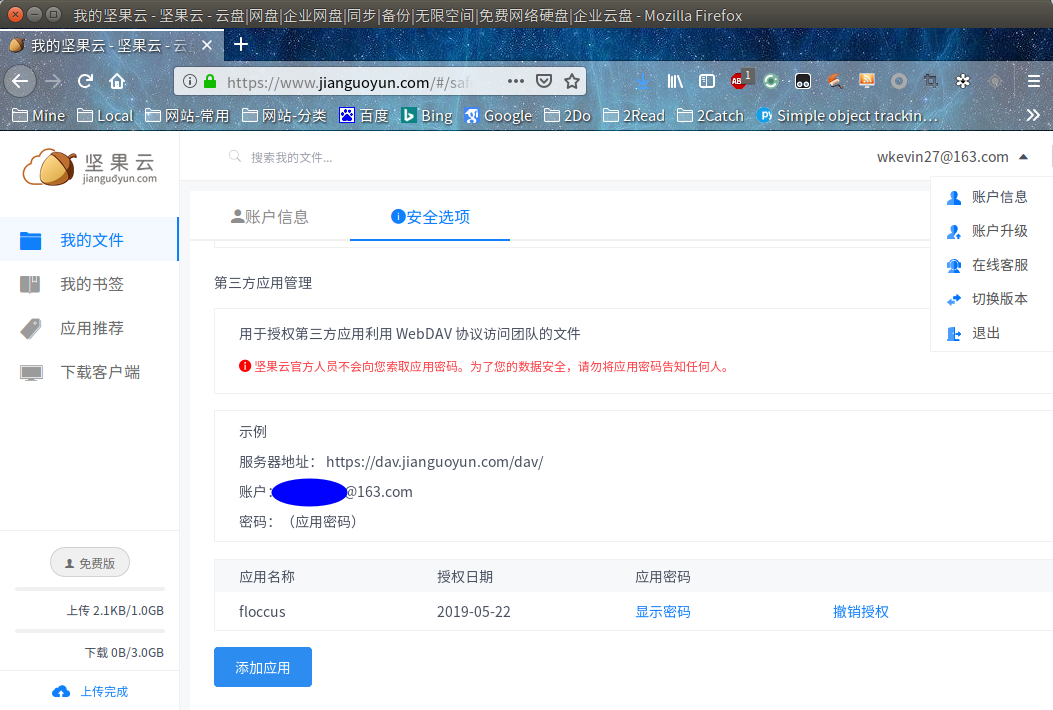 我的坚果云 - 坚果云 - 云盘|网盘|企业网盘|同步|备份|无限空间|免费网络硬盘|企业云盘 - Mozilla Firefox
我的坚果云 - 坚果云 - 云
https://www.jianguoyun.com/#/saf
ABP
1
Mine Local 网站-常用 网站-分类 百度 Bing Google 2Do 2Read 2Catch Simple object trackin…
坚果云
jianguoyun.com
搜索我的文件...
wkevin27@163.com
账户信息
账户升级
在线客服
切换版本
退出
我的文件
我的书签
应用推荐
下载客户端
账户信息
安全选项
第三方应用管理
用于授权第三方应用利用 WebDAV 协议访问团队的文件
坚果云官方人员不会向您索取应用密码。为了您的数据安全，请勿将应用密码告知任何人。
示例
服务器地址： https://dav.jianguoyun.com/dav/
账户: @163.com
密码：（应用密码）
应用名称 授权日期 应用密码
floccus 2019-05-22 显示密码 撤销授权
添加应用
免费版
上传 2.1KB/1.0GB
下载 0B/3.0GB
上传完成